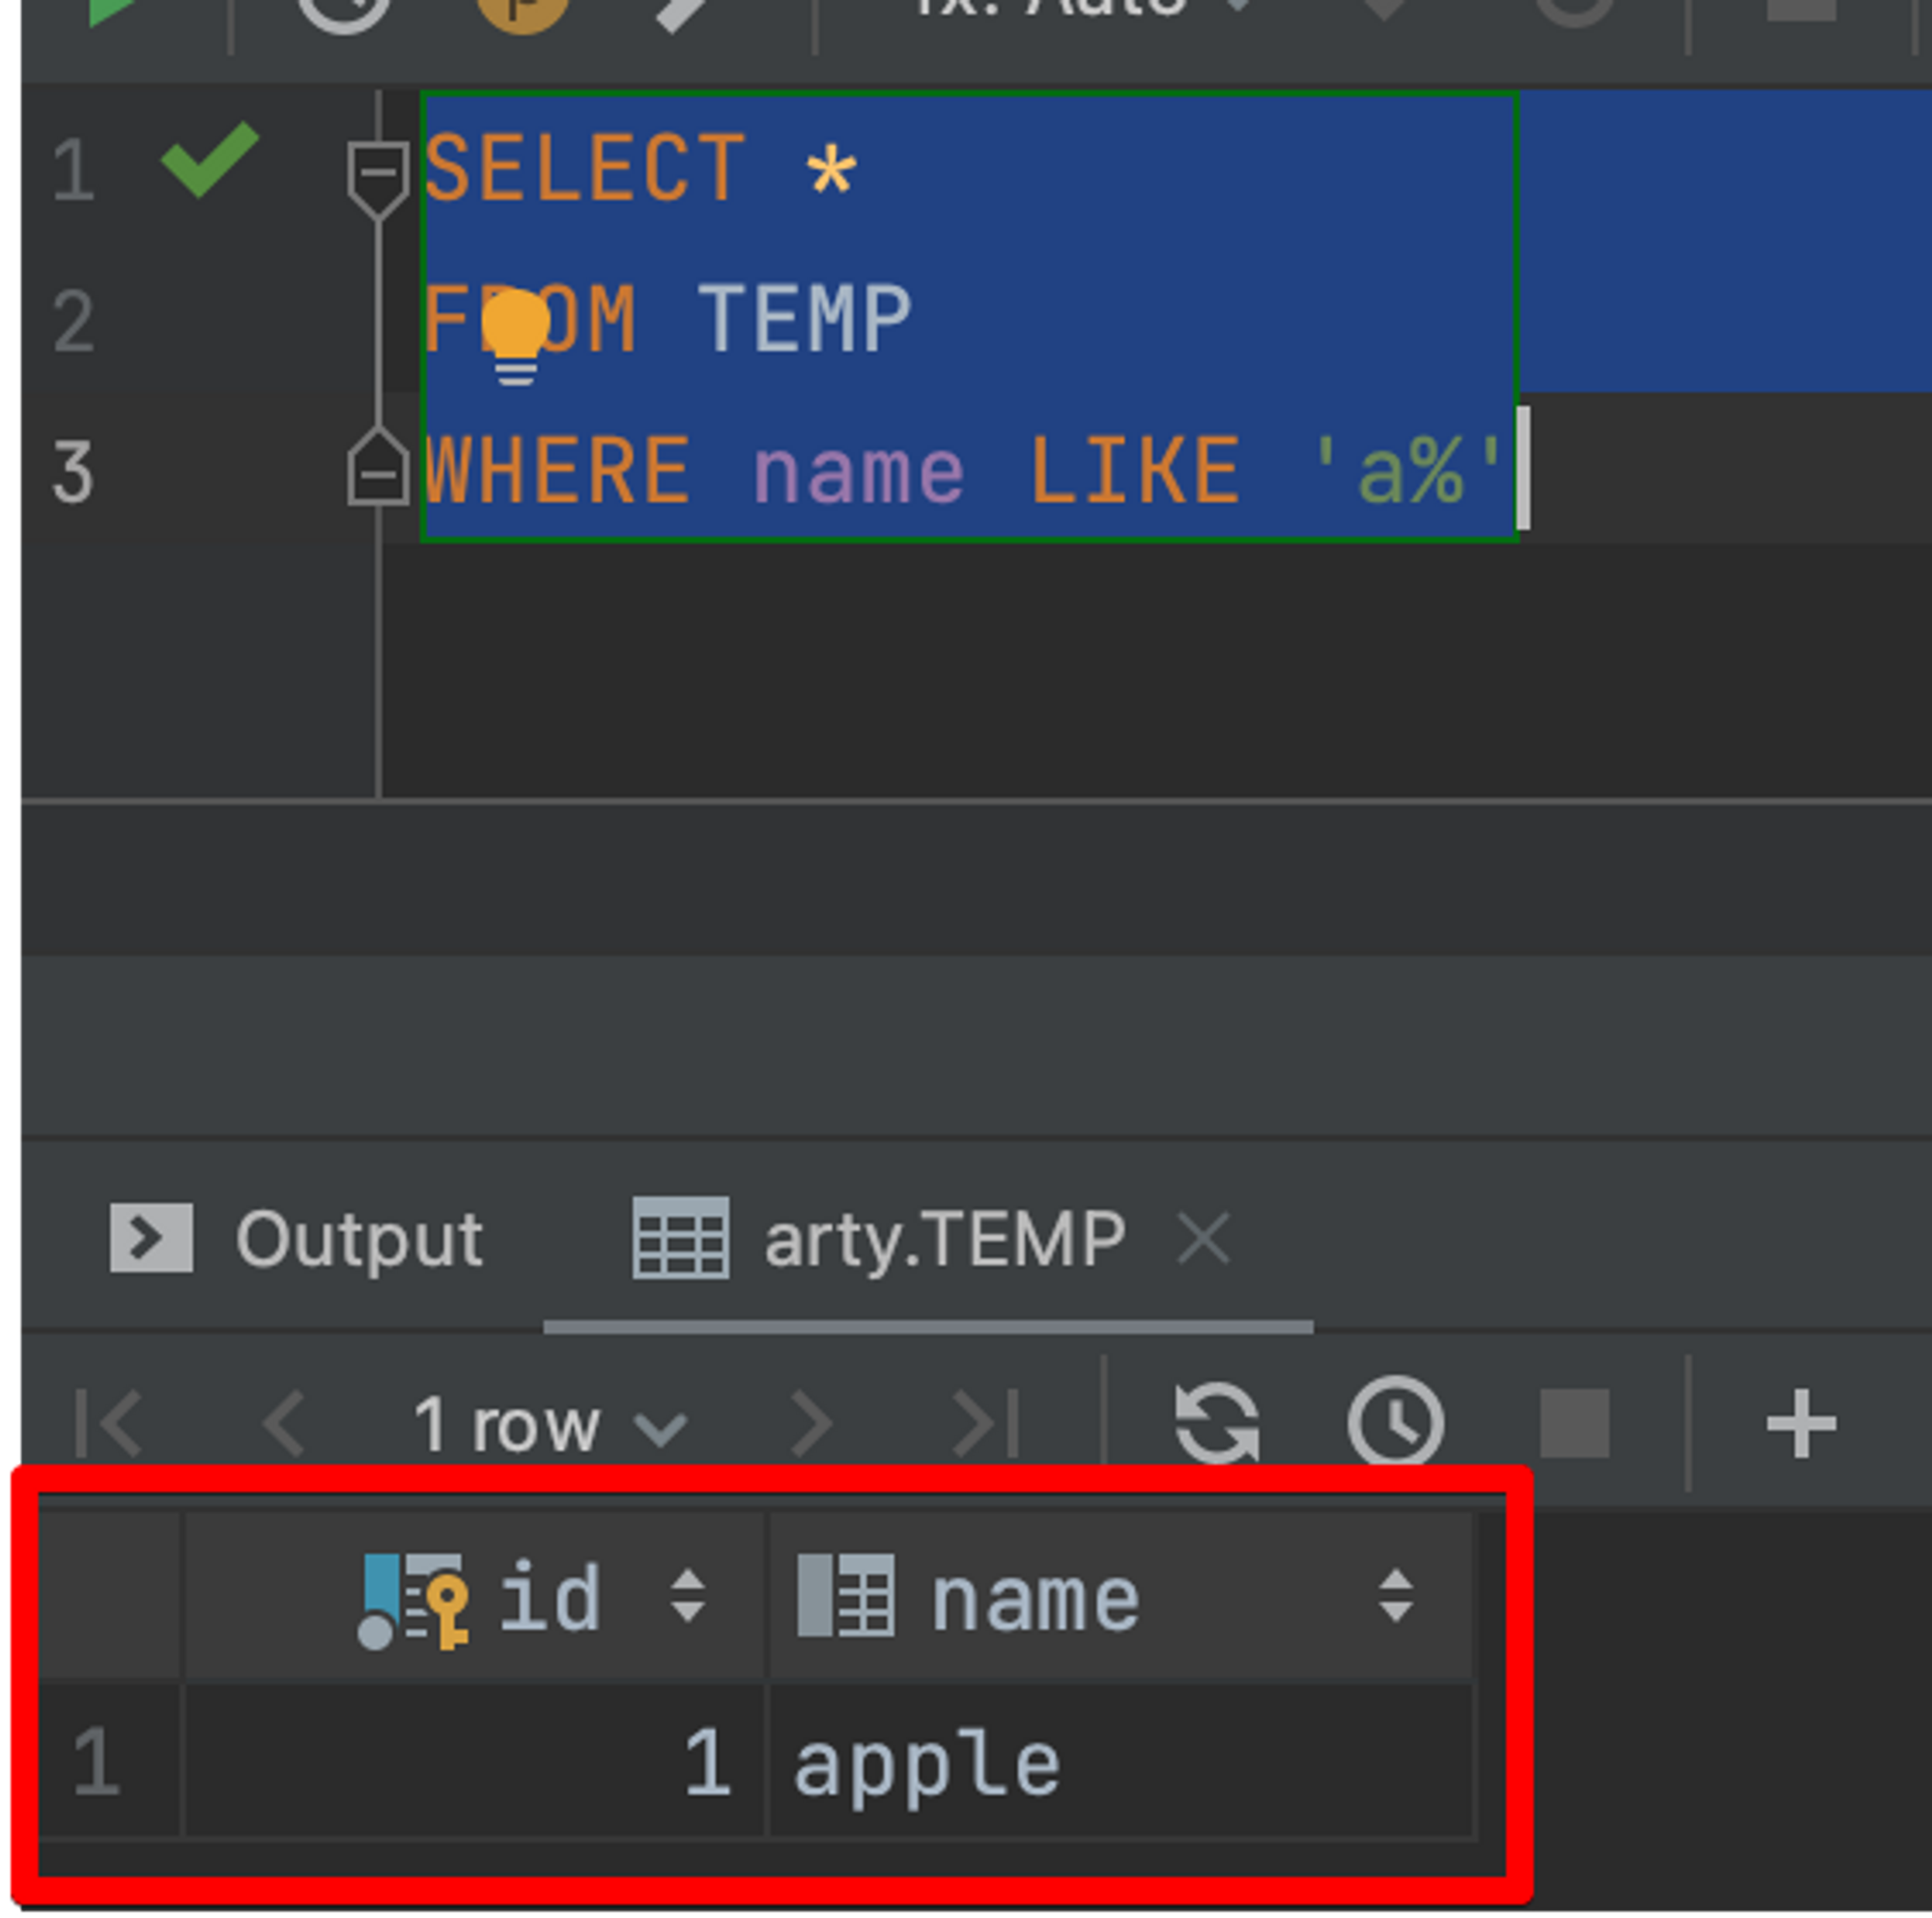 Tx: Auto
1 SELECT *
2 FROM TEMP
3 WHERE name LIKE 'a%'
Output arty.TEMP
1 row
id name
1 1 apple